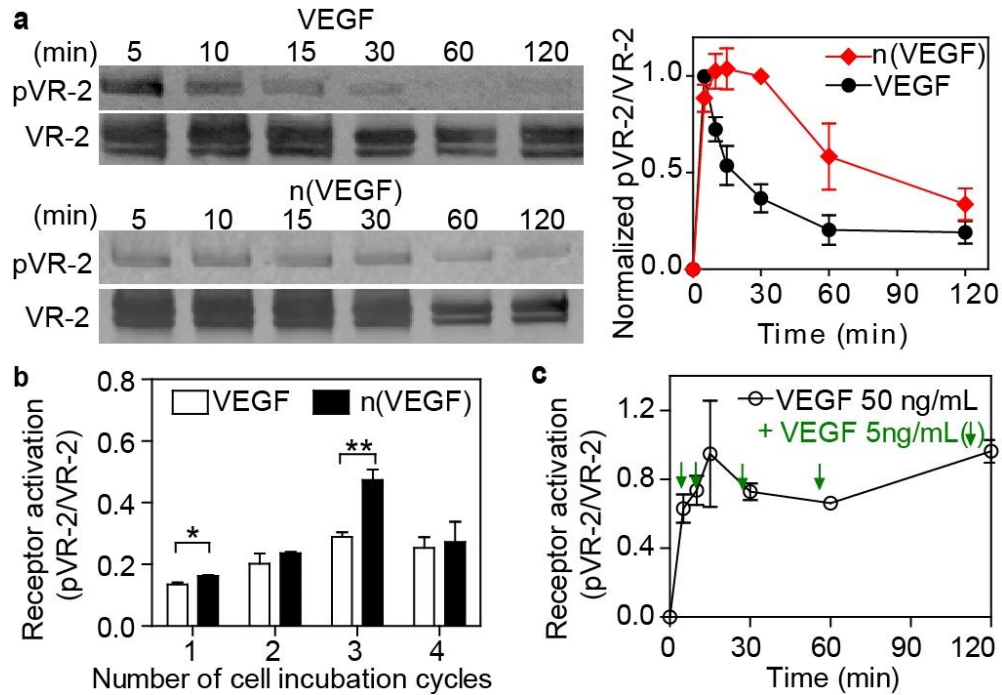 a
VEGF
(min) 5 10 15 30 60 120
pVR-2
VR-2
n(VEGF)
(min) 5 10 15 30 60 120
pVR-2
VR-2
Normalized pVR-2/VR-2
1.0
0.5
0.0
n(VEGF)
VEGF
0 30 60 90 120
Time (min)
b
Receptor activation
(pVR-2/VR-2)
0.8
0.6
0.4
0.2
0.0
VEGF n(VEGF)
*
**
1 2 3 4
Number of cell incubation cycles
c
Receptor activation
(pVR-2/VR-2)
1.2
0.8
0.4
0.0
VEGF 50 ng/mL
+ VEGF 5ng/mL(↓)
0 30 60 90 120
Time (min)